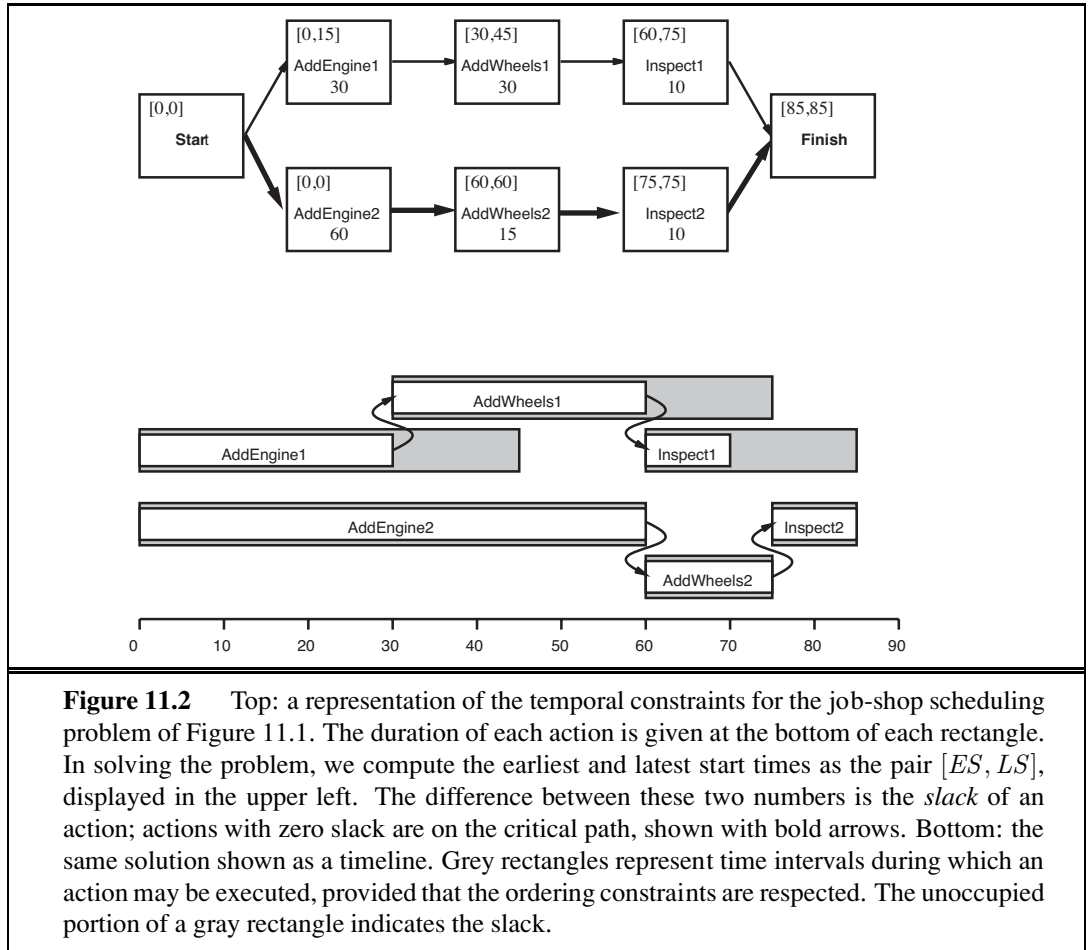 [0,15]
AddEngine1
30
[30,45]
AddWheels1
30
[60,75]
Inspect1
10
[0,0]
Start
[85,85]
Finish
[0,0]
AddEngine2
60
[60,60]
AddWheels2
15
[75,75]
Inspect2
10
AddWheels1
AddEngine1
Inspect1
AddEngine2
Inspect2
AddWheels2
0 10 20 30 40 50 60 70 80 90
Figure 11.2 Top: a representation of the temporal constraints for the job-shop scheduling
problem of Figure 11.1. The duration of each action is given at the bottom of each rectangle.
In solving the problem, we compute the earliest and latest start times as the pair [ES, LS],
displayed in the upper left. The difference between these two numbers is the slack of an
action; actions with zero slack are on the critical path, shown with bold arrows. Bottom: the
same solution shown as a timeline. Grey rectangles represent time intervals during which an
action may be executed, provided that the ordering constraints are respected. The unoccupied
portion of a gray rectangle indicates the slack.